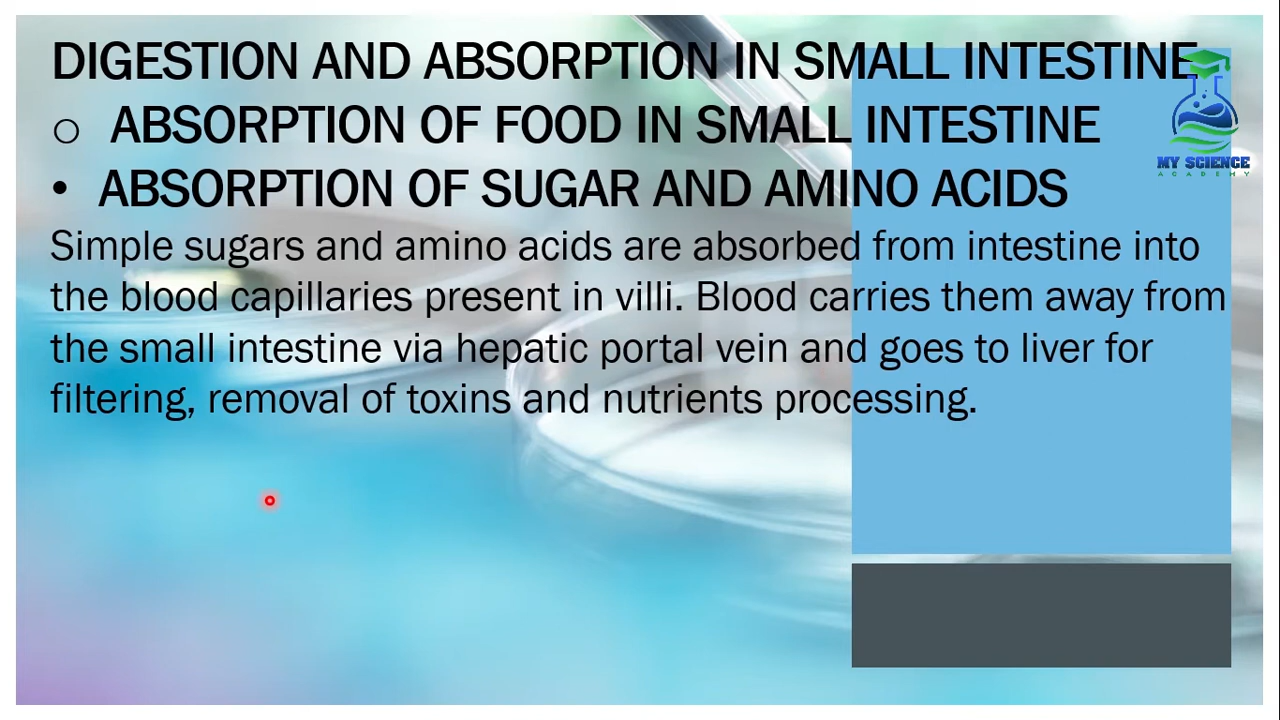 DIGESTION AND ABSORPTION IN SMALL INTESTINE
o ABSORPTION OF FOOD IN SMALL INTESTINE
• ABSORPTION OF SUGAR AND AMINO ACIDS
Simple sugars and amino acids are absorbed from intestine into
the blood capillaries present in villi. Blood carries them away from
the small intestine via hepatic portal vein and goes to liver for
filtering, removal of toxins and nutrients processing.
MY SCIENCE
ACADEMY